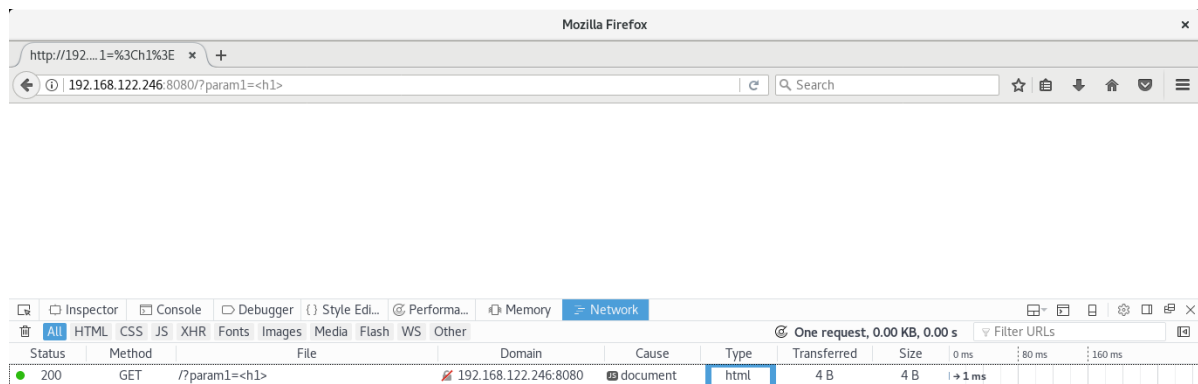 Mozilla Firefox ×
http://192....1=%3Ch1%3E × +
192.168.122.246:8080/?param1=<h1> Search
Inspector Console Debugger {} Style Edi... Performa... Memory Network
All HTML CSS JS XHR Fonts Images Media Flash WS Other One request, 0.00 KB, 0.00 s Filter URLs
Status Method File Domain Cause Type Transferred Size 0 ms 80 ms 160 ms
200 GET /?param1=<h1> 192.168.122.246:8080 JS document html 4 B 4 B → 1 ms